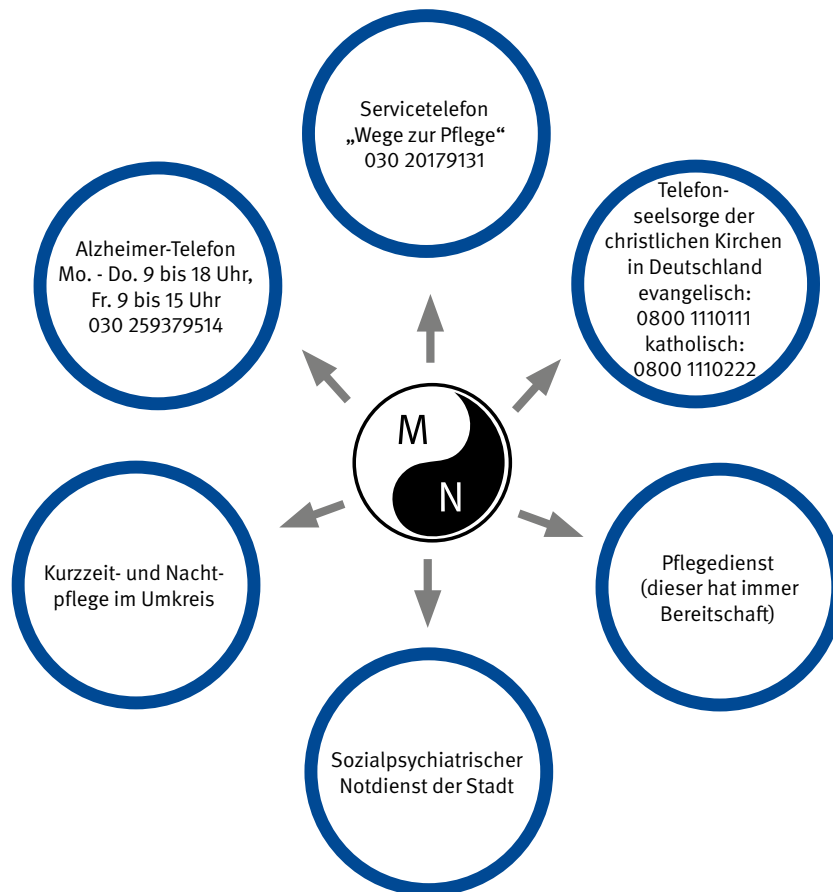 Servicetelefon
„Wege zur Pflege“
030 20179131
Telefon-
seelsorge der
christlichen Kirchen
in Deutschland
evangelisch:
0800 1110111
katholisch:
0800 1110222
Alzheimer-Telefon
Mo. - Do. 9 bis 18 Uhr,
Fr. 9 bis 15 Uhr
030 259379514
M
N
Kurzzeit- und Nacht-
pflege im Umkreis
Pflegedienst
(dieser hat immer
Bereitschaft)
Sozialpsychiatrischer
Notdienst der Stadt